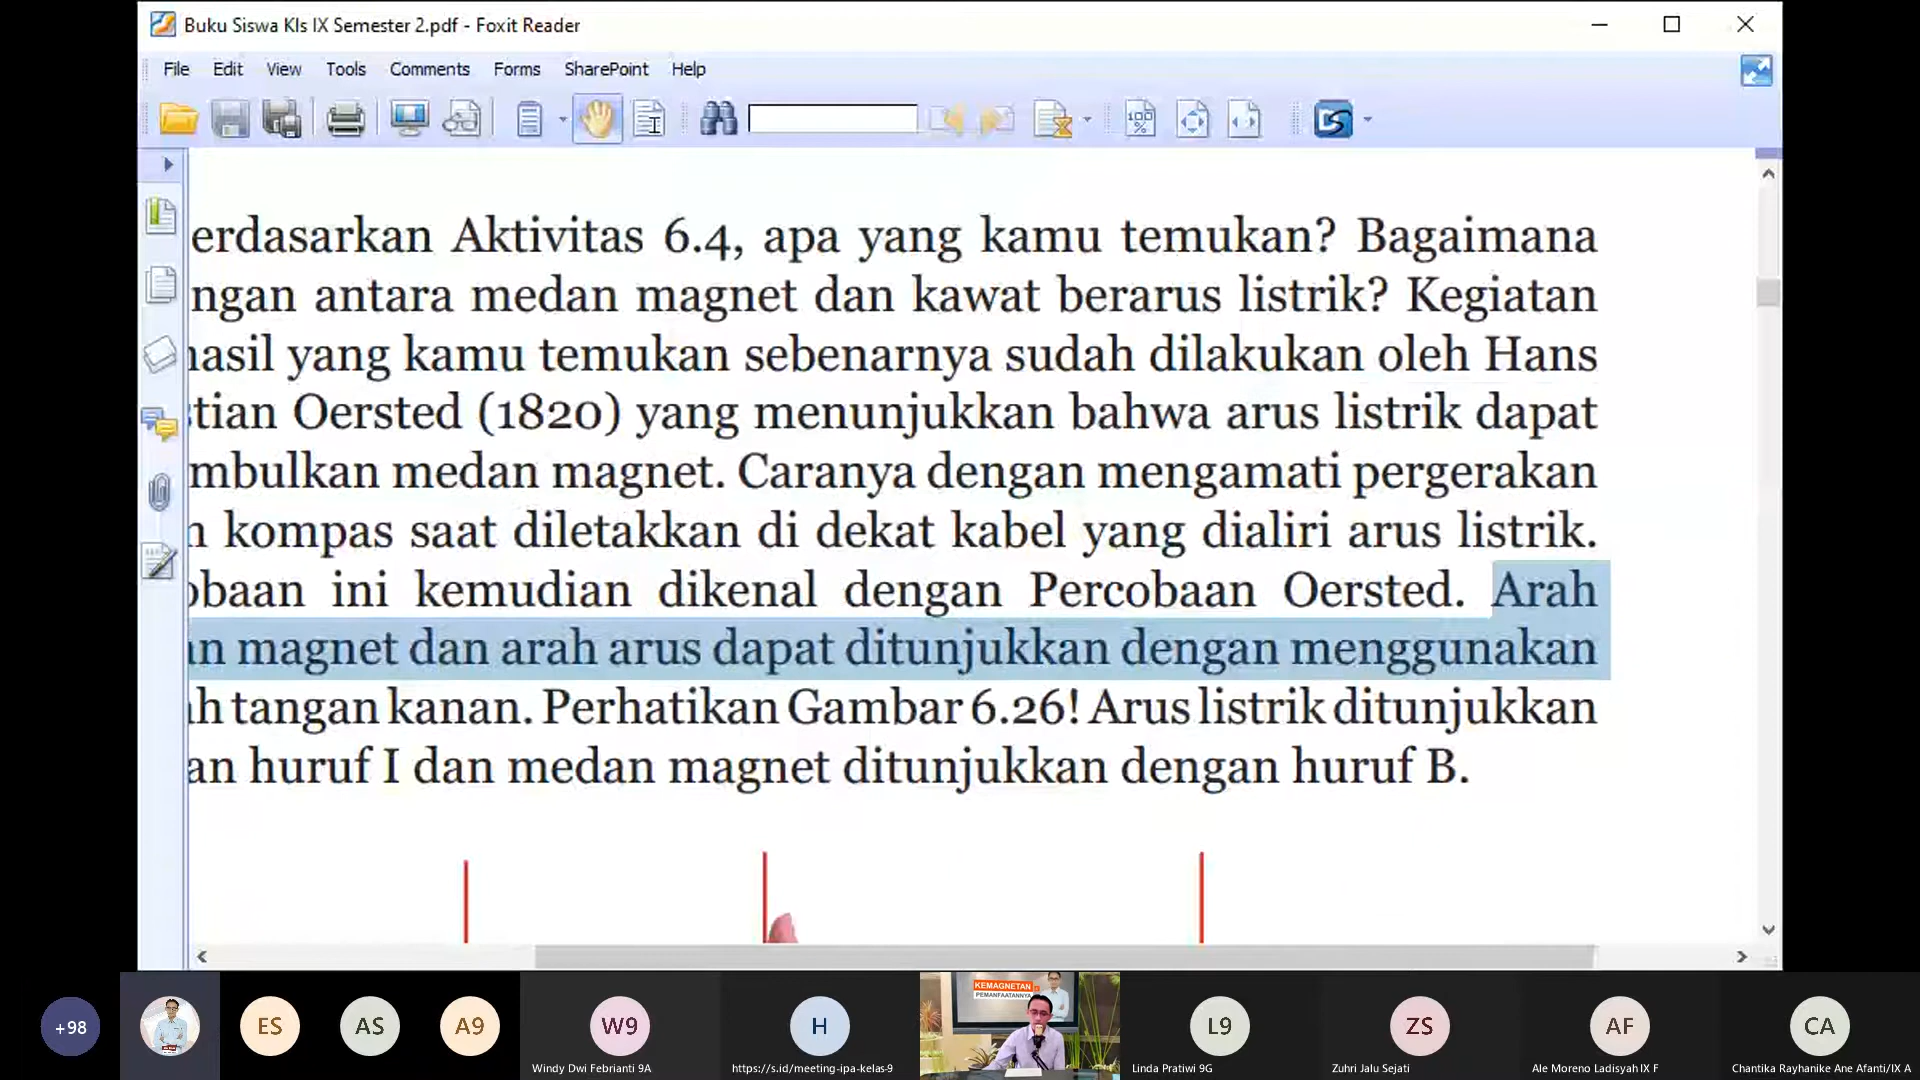 Buku Siswa Kls IX Semester 2.pdf - Foxit Reader
File Edit View Tools Comments Forms SharePoint Help
erdasarkan Aktivitas 6.4, apa yang kamu temukan? Bagaimana
ngan antara medan magnet dan kawat berarus listrik? Kegiatan
hasil yang kamu temukan sebenarnya sudah dilakukan oleh Hans
stian Oersted (1820) yang menunjukkan bahwa arus listrik dapat
mbulkan medan magnet. Caranya dengan mengamati pergerakan
n kompas saat diletakkan di dekat kabel yang dialiri arus listrik.
obaan ini kemudian dikenal dengan Percobaan Oersted. Arah
an magnet dan arah arus dapat ditunjukkan dengan menggunakan
ah tangan kanan. Perhatikan Gambar 6.26! Arus listrik ditunjukkan
an huruf I dan medan magnet ditunjukkan dengan huruf B.
+98
ES
AS
A9
W9
Windy Dwi Febrianti 9A
H
https://s.id/meeting-ipa-kelas-9
KEMAGNETAN
PEMANFAATANNYA
L9
Linda Pratiwi 9G
ZS
Zuhri Jalu Sejati
AF
Ale Moreno Ladisyah IX F
CA
Chantika Rayhanike Ane Afanti/IX A